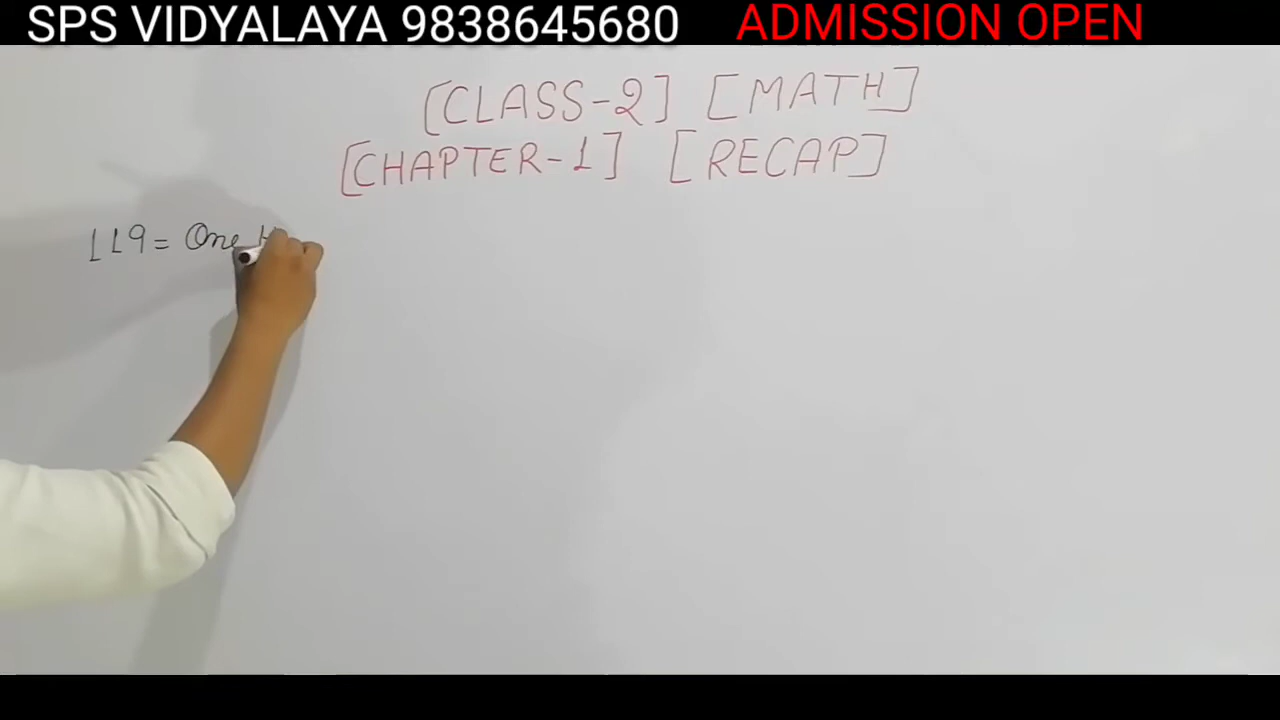 SPS VIDYALAYA 9838645680 ADMISSION OPEN
[CLASS-2] [MATH]
[CHAPTER-1] [RECAP]
119 = One H